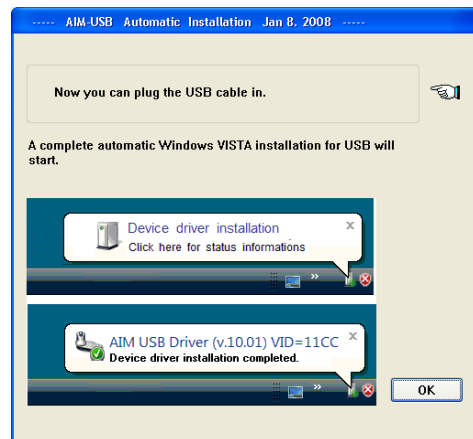 ----- AIM-USB Automatic Installation Jan 8, 2008 -----
Now you can plug the USB cable in.
A complete automatic Windows VISTA installation for USB will
start.
Device driver installation
Click here for status informations
AIM USB Driver (v.10.01) VID=11CC
Device driver installation completed.
OK